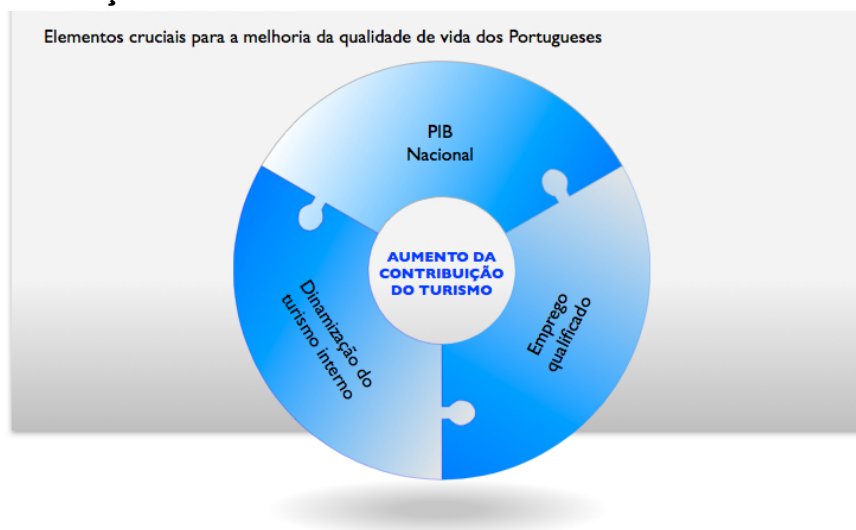 Elementos cruciais para a melhoria da qualidade de vida dos Portugueses
PIB
Nacional
AUMENTO DA
CONTRIBUIÇÃO
DO TURISMO
Dinamização do
turismo interno
Emprego
qualificado